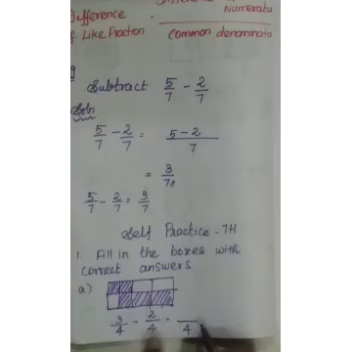 Difference
Numerator
of Like Fraction
Common denominato
Subtract 5/7 - 2/7
Soln
5/7 - 2/7 = 5-2/7
= 3/7
5/7 - 2/7 = 3/7
Self Practice - 7H
1. Fill in the boxes with
correct answers
a)
3/4 - 2/4 = /4